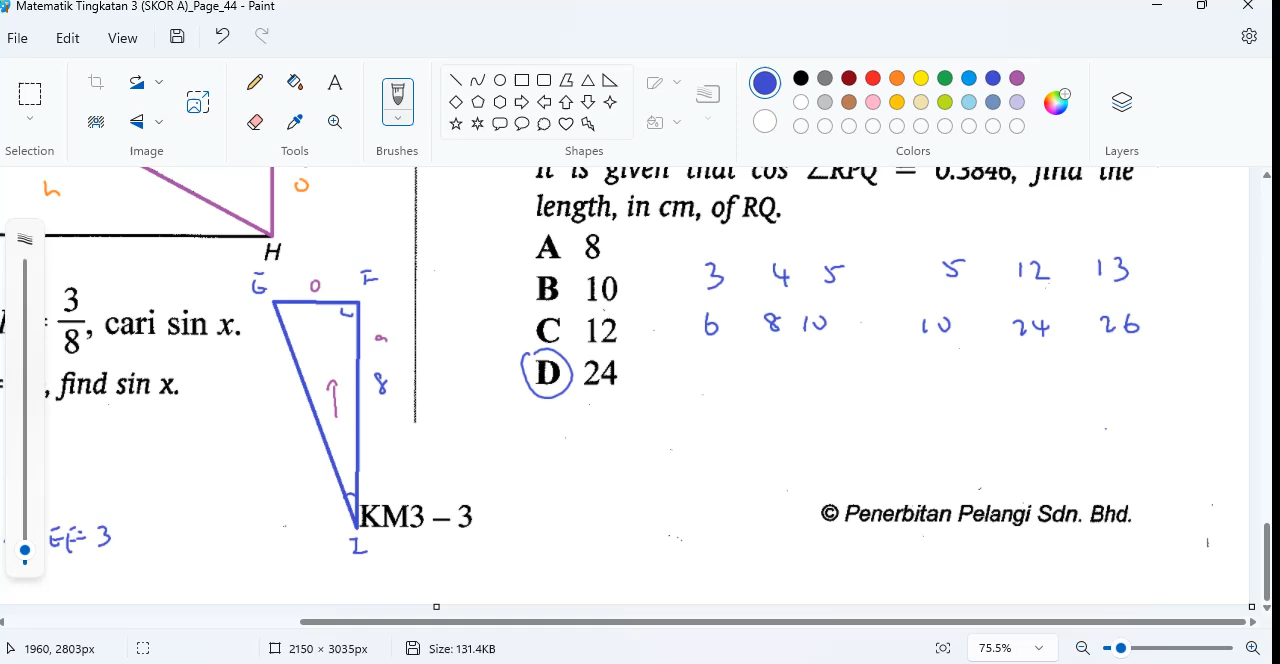 Matematik Tingkatan 3 (SKOR A)_Page_44 - Paint
File Edit View
Selection Image Tools Brushes Shapes Colors Layers
A
It is given that cos ∠RPQ = 0.3846, find the
length, in cm, of RQ.
A 8
B 10
C 12
D 24
3 4 5 5 12 13
6 8 10 10 24 26
h
o
H
E o F
a
8
I
= 3/8, cari sin x.
= , find sin x.
EF= 3
KM3 – 3
© Penerbitan Pelangi Sdn. Bhd.
1960, 2803px 2150 × 3035px Size: 131.4KB 75.5%